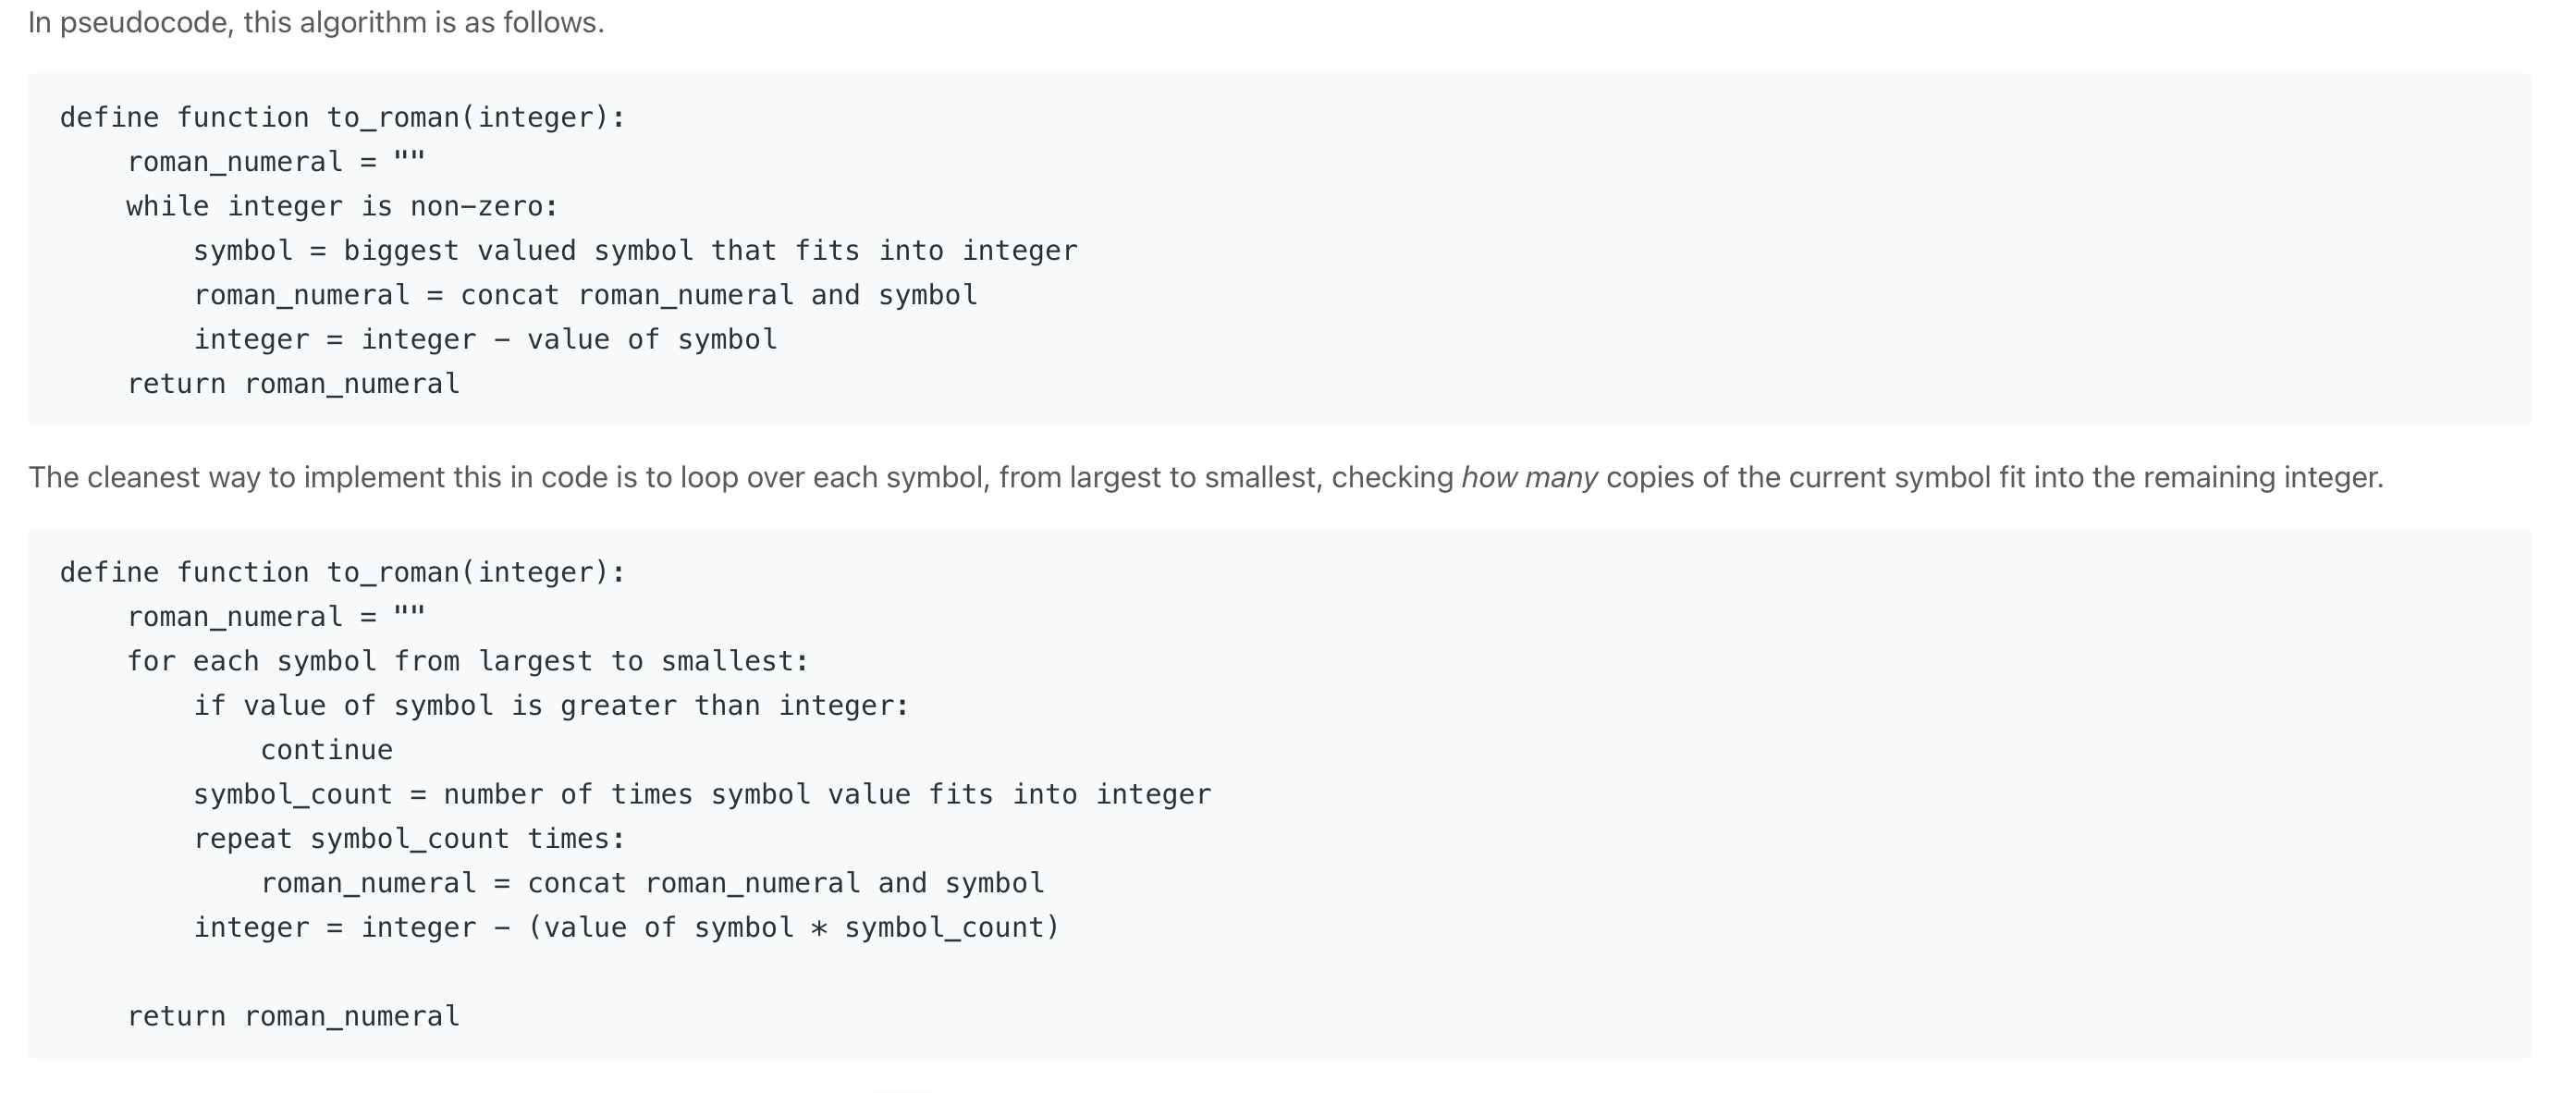 In pseudocode, this algorithm is as follows.
define function to_roman(integer):
    roman_numeral = ""
    while integer is non-zero:
        symbol = biggest valued symbol that fits into integer
        roman_numeral = concat roman_numeral and symbol
        integer = integer - value of symbol
    return roman_numeral
The cleanest way to implement this in code is to loop over each symbol, from largest to smallest, checking how many copies of the current symbol fit into the remaining integer.
define function to_roman(integer):
    roman_numeral = ""
    for each symbol from largest to smallest:
        if value of symbol is greater than integer:
            continue
        symbol_count = number of times symbol value fits into integer
        repeat symbol_count times:
            roman_numeral = concat roman_numeral and symbol
        integer = integer - (value of symbol * symbol_count)
    return roman_numeral